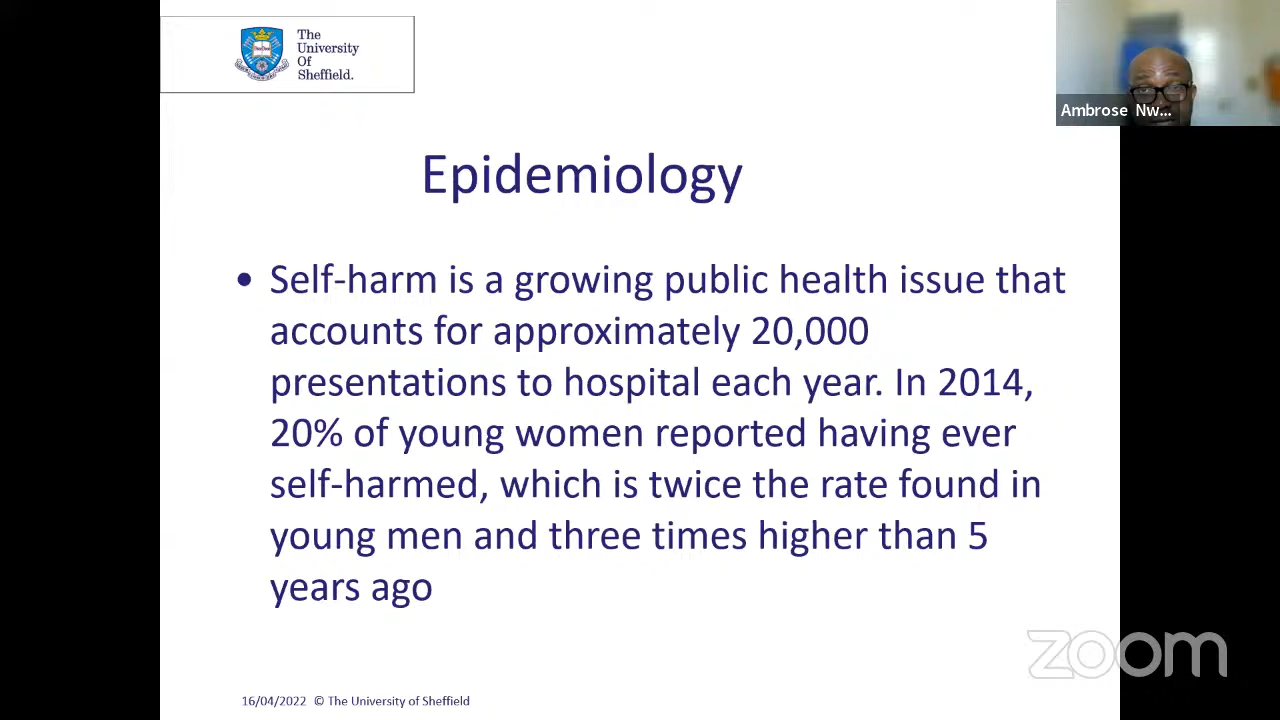 The
University
Of
Sheffield.
Ambrose Nw...
Epidemiology
• Self-harm is a growing public health issue that
accounts for approximately 20,000
presentations to hospital each year. In 2014,
20% of young women reported having ever
self-harmed, which is twice the rate found in
young men and three times higher than 5
years ago
zoom
16/04/2022 © The University of Sheffield